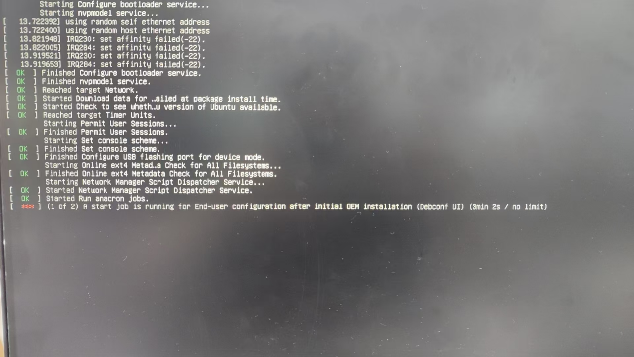 Starting Configure bootloader service...
Starting nvpmodel service...
[ 13.722392] using random self ethernet address
[ 13.722400] using random host ethernet address
[ 13.821948] IRQ230: set affinity failed(-22).
[ 13.822005] IRQ284: set affinity failed(-22).
[ 13.919521] IRQ230: set affinity failed(-22).
[ 13.919653] IRQ284: set affinity failed(-22).
[ OK ] Finished Configure bootloader service.
[ OK ] Finished nvpmodel service.
[ OK ] Reached target Network.
[ OK ] Started Download data for …ailed at package install time.
[ OK ] Started Check to see wheth…w version of Ubuntu available.
[ OK ] Reached target Timer Units.
Starting Permit User Sessions...
[ OK ] Finished Permit User Sessions.
Starting Set console scheme...
[ OK ] Finished Set console scheme.
[ OK ] Finished Configure USB flashing port for device mode.
Starting Online ext4 Metad…a Check for All Filesystems...
[ OK ] Finished Online ext4 Metadata Check for All Filesystems.
Starting Network Manager Script Dispatcher Service...
[ OK ] Started Network Manager Script Dispatcher Service.
[ OK ] Started Run anacron jobs.
[ **** ] (1 of 2) A start job is running for End-user configuration after initial OEM installation (Debconf UI) (3min 2s / no limit)